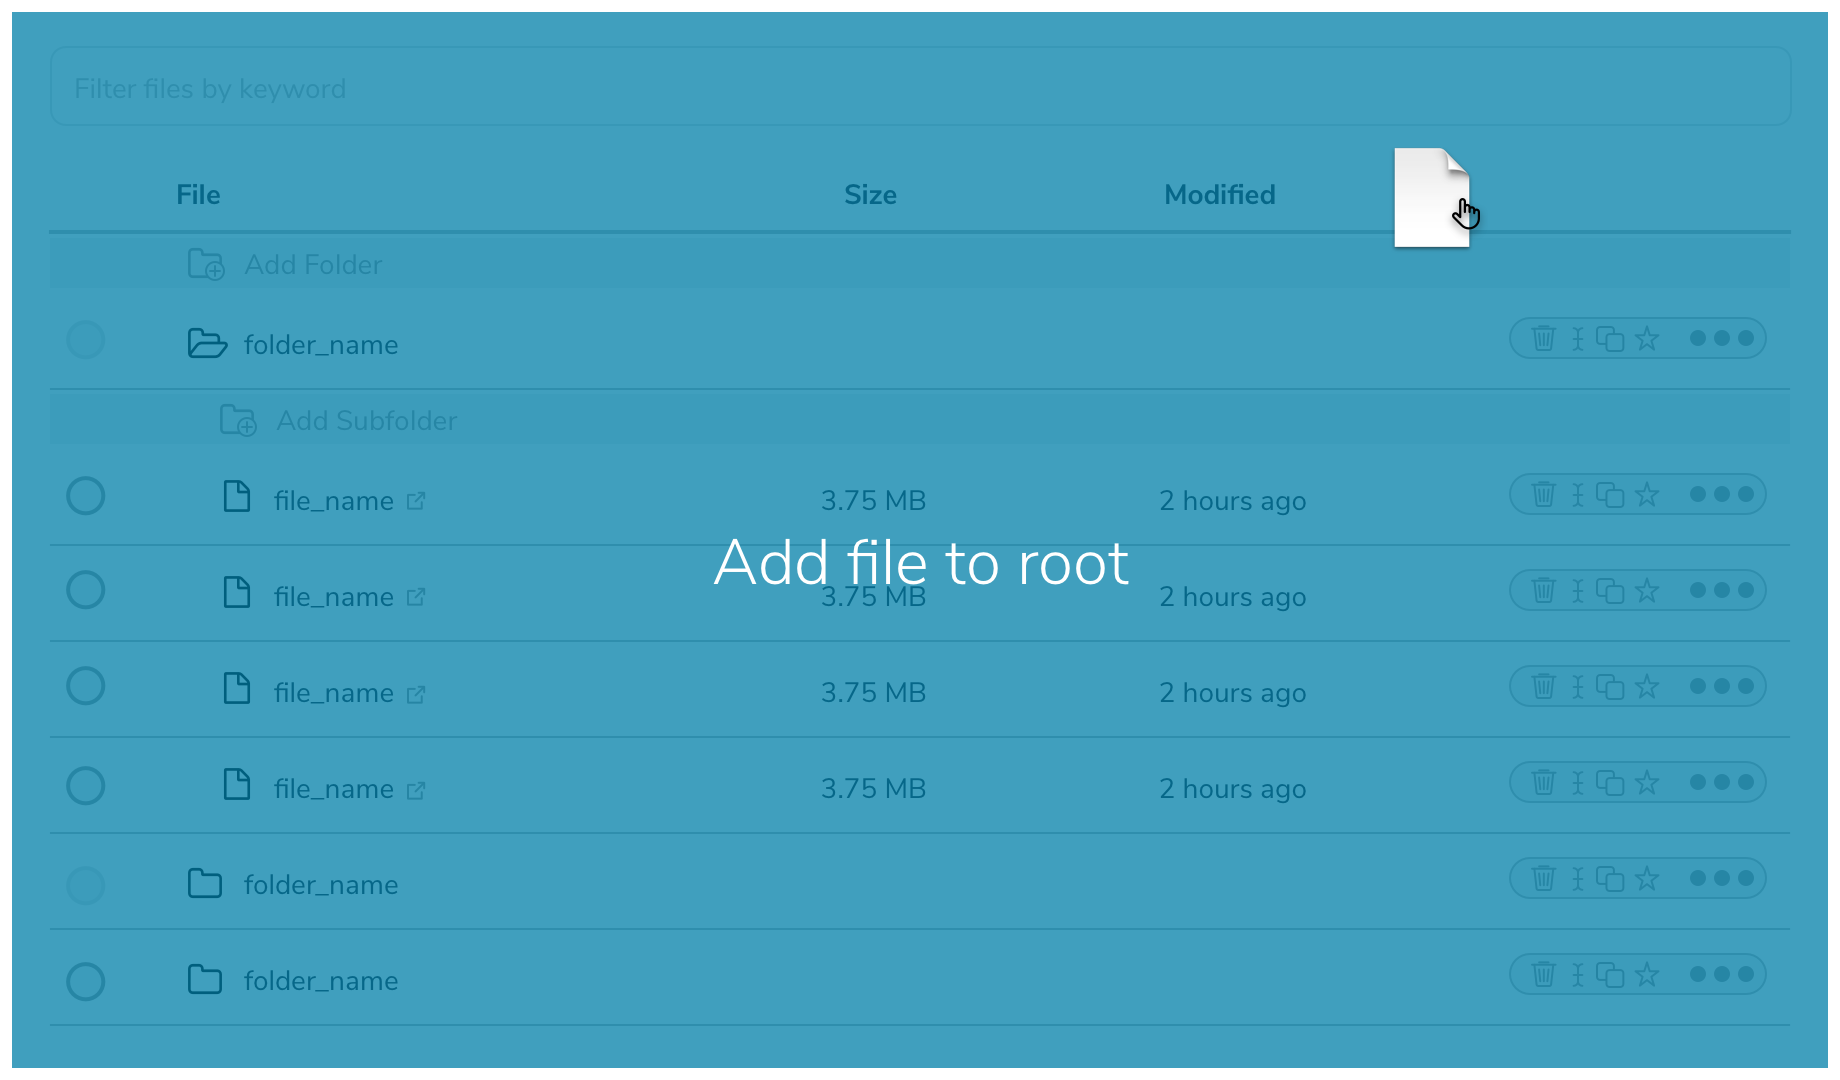 Filter files by keyword
File Size Modified
Add Folder
folder_name
Add Subfolder
file_name 3.75 MB 2 hours ago
Add file to root
file_name 3.75 MB 2 hours ago
file_name 3.75 MB 2 hours ago
file_name 3.75 MB 2 hours ago
folder_name
folder_name